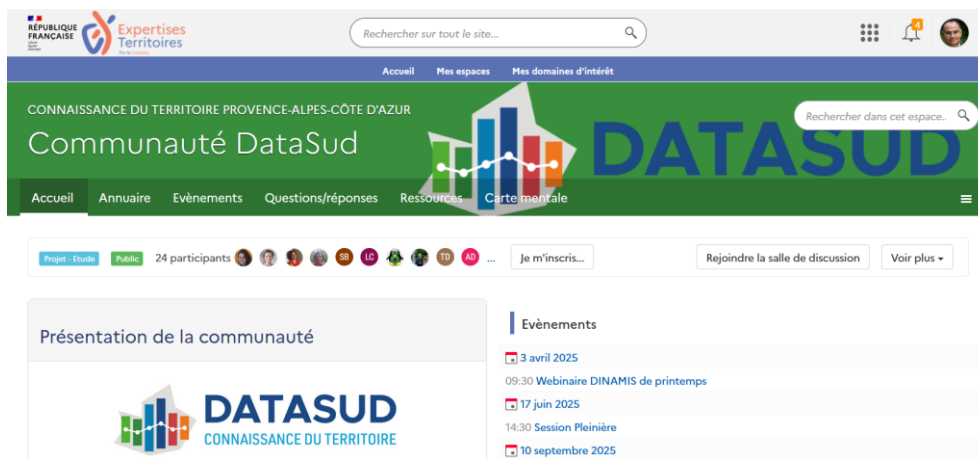 RÉPUBLIQUE
FRANÇAISE
Expertises
Territoires
Rechercher sur tout le site...
4
Accueil Mes espaces Mes domaines d'intérêt
CONNAISSANCE DU TERRITOIRE PROVENCE-ALPES-CÔTE D'AZUR
Communauté DataSud
DATASUD
Rechercher dans cet espace..
Accueil Annuaire Evènements Questions/réponses Ressources Carte mentale
Projet - Etude Public 24 participants SB LC TD AD ... Je m'inscris... Rejoindre la salle de discussion Voir plus
Présentation de la communauté
DATASUD
CONNAISSANCE DU TERRITOIRE
Evènements
3 avril 2025
09:30 Webinaire DINAMIS de printemps
17 juin 2025
14:30 Session Pleinière
10 septembre 2025